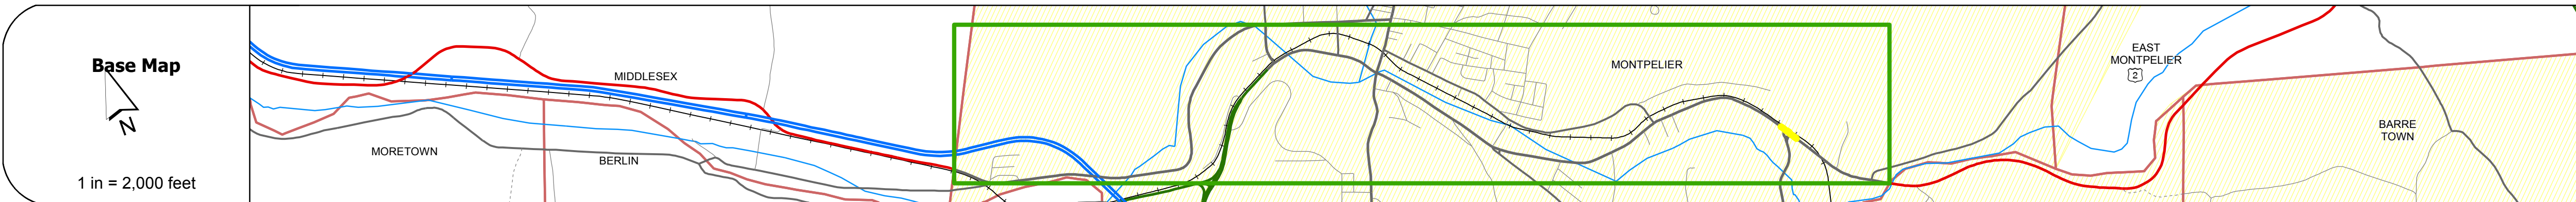 Base Map
N
1 in = 2,000 feet
MORETOWN
BERLIN
MIDDLESEX
MONTPELIER
EAST
MONTPELIER
2
BARRE
TOWN